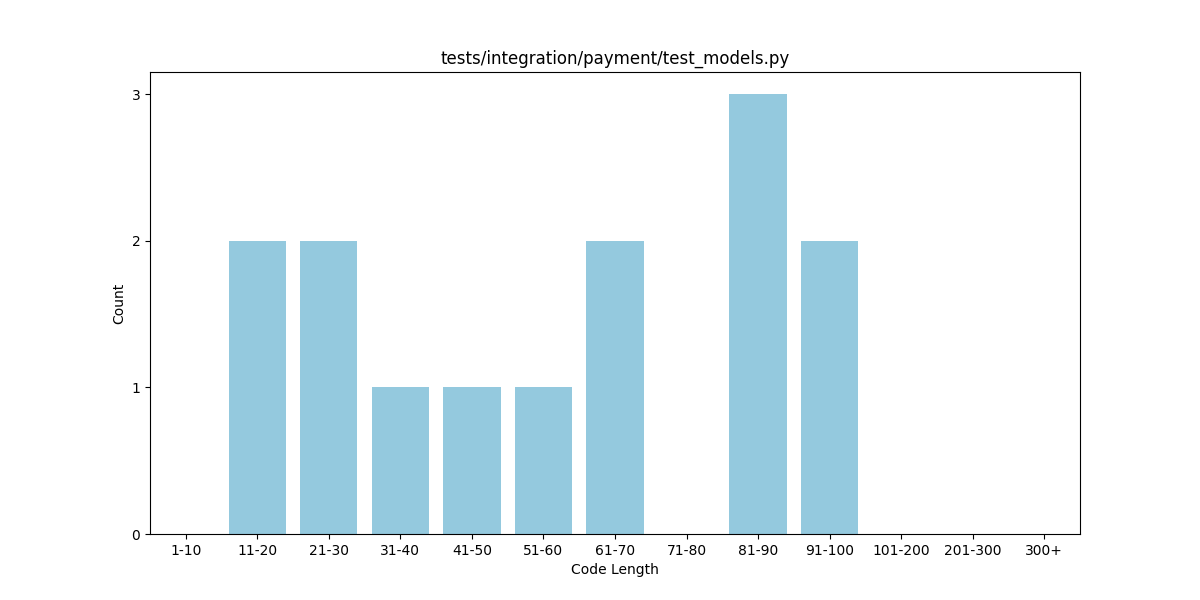 tests/integration/payment/test_models.py
3
2
1
0
Count
1-10 11-20 21-30 31-40 41-50 51-60 61-70 71-80 81-90 91-100 101-200 201-300 300+
Code Length